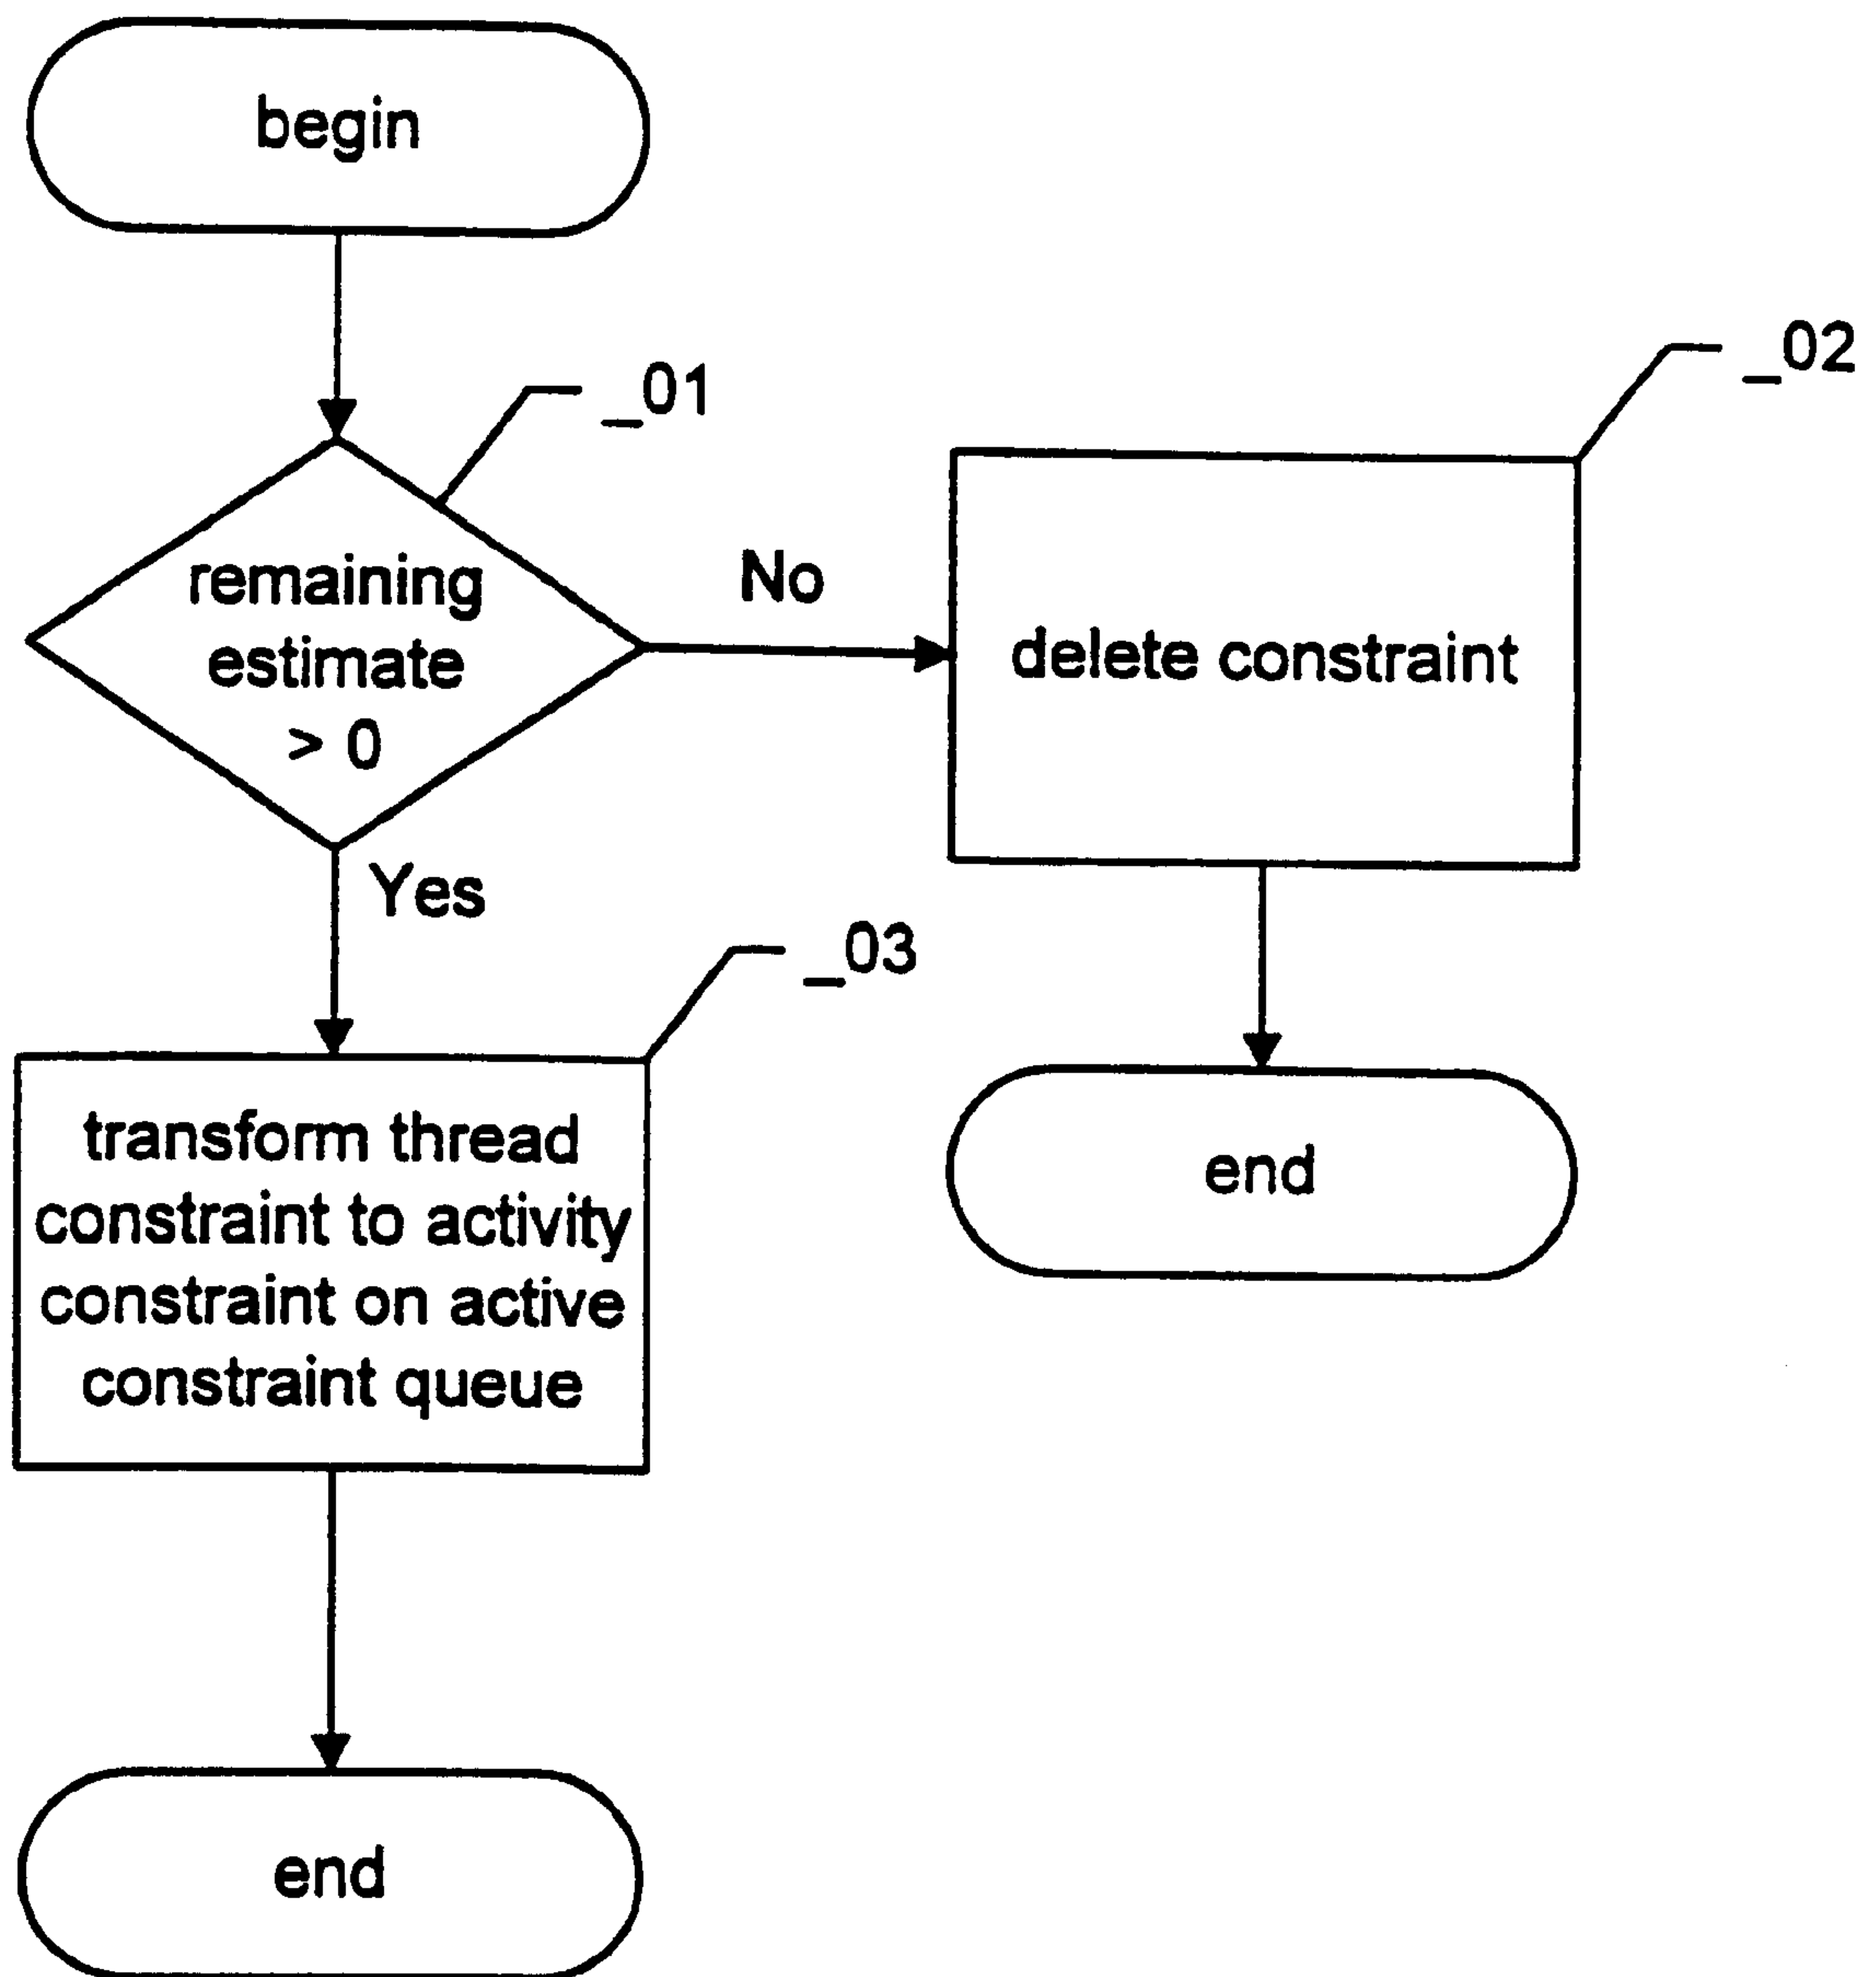 begin
_01
_02
remaining
estimate
> 0
No
delete constraint
Yes
_03
transform thread
constraint to activity
constraint on active
constraint queue
end
end